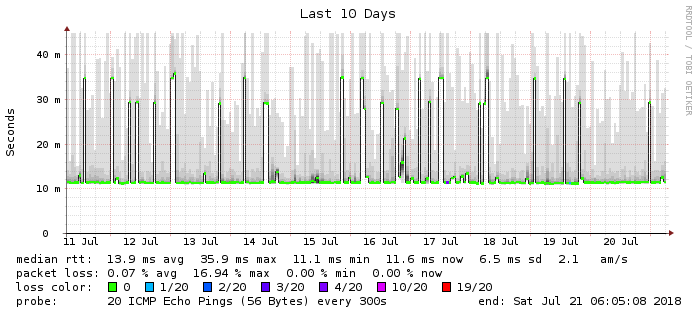 Last 10 Days
RRDTOOL / TOBI OETIKER
Seconds
40 m
30 m
20 m
10 m
0
11 Jul 12 Jul 13 Jul 14 Jul 15 Jul 16 Jul 17 Jul 18 Jul 19 Jul 20 Jul
median rtt: 13.9 ms avg 35.9 ms max 11.1 ms min 11.6 ms now 6.5 ms sd 2.1 am/s
packet loss: 0.07 % avg 16.94 % max 0.00 % min 0.00 % now
loss color: 0 1/20 2/20 3/20 4/20 10/20 19/20
probe: 20 ICMP Echo Pings (56 Bytes) every 300s end: Sat Jul 21 06:05:08 2018